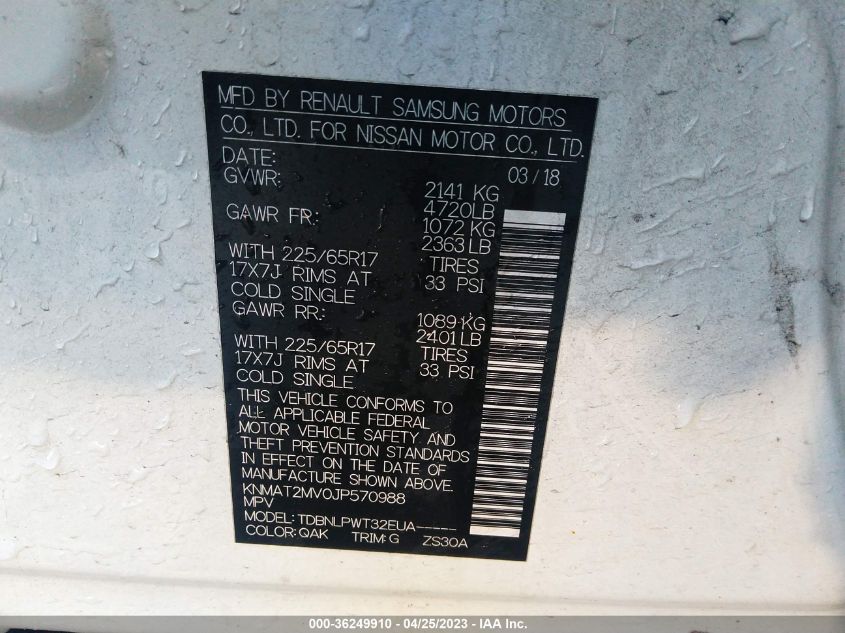 MFD BY RENAULT SAMSUNG MOTORS
CO., LTD. FOR NISSAN MOTOR CO., LTD.
DATE: 03 / 18
GVWR: 2141 KG
4720LB
GAWR FR: 1072 KG
2363 LB
WITH 225/65R17 TIRES
17X7J RIMS AT 33 PSI
COLD SINGLE
GAWR RR: 1089 KG
2401 LB
WITH 225/65R17 TIRES
17X7J RIMS AT 33 PSI
COLD SINGLE
THIS VEHICLE CONFORMS TO
ALL APPLICABLE FEDERAL
MOTOR VEHICLE SAFETY AND
THEFT PREVENTION STANDARDS
IN EFFECT ON THE DATE OF
MANUFACTURE SHOWN ABOVE.
KNMAT2MV0JP570988
MPV
MODEL: TDBNLPWT32EUA-----
COLOR: QAK TRIM: G ZS30A
000-36249910 - 04/25/2023 - IAA Inc.